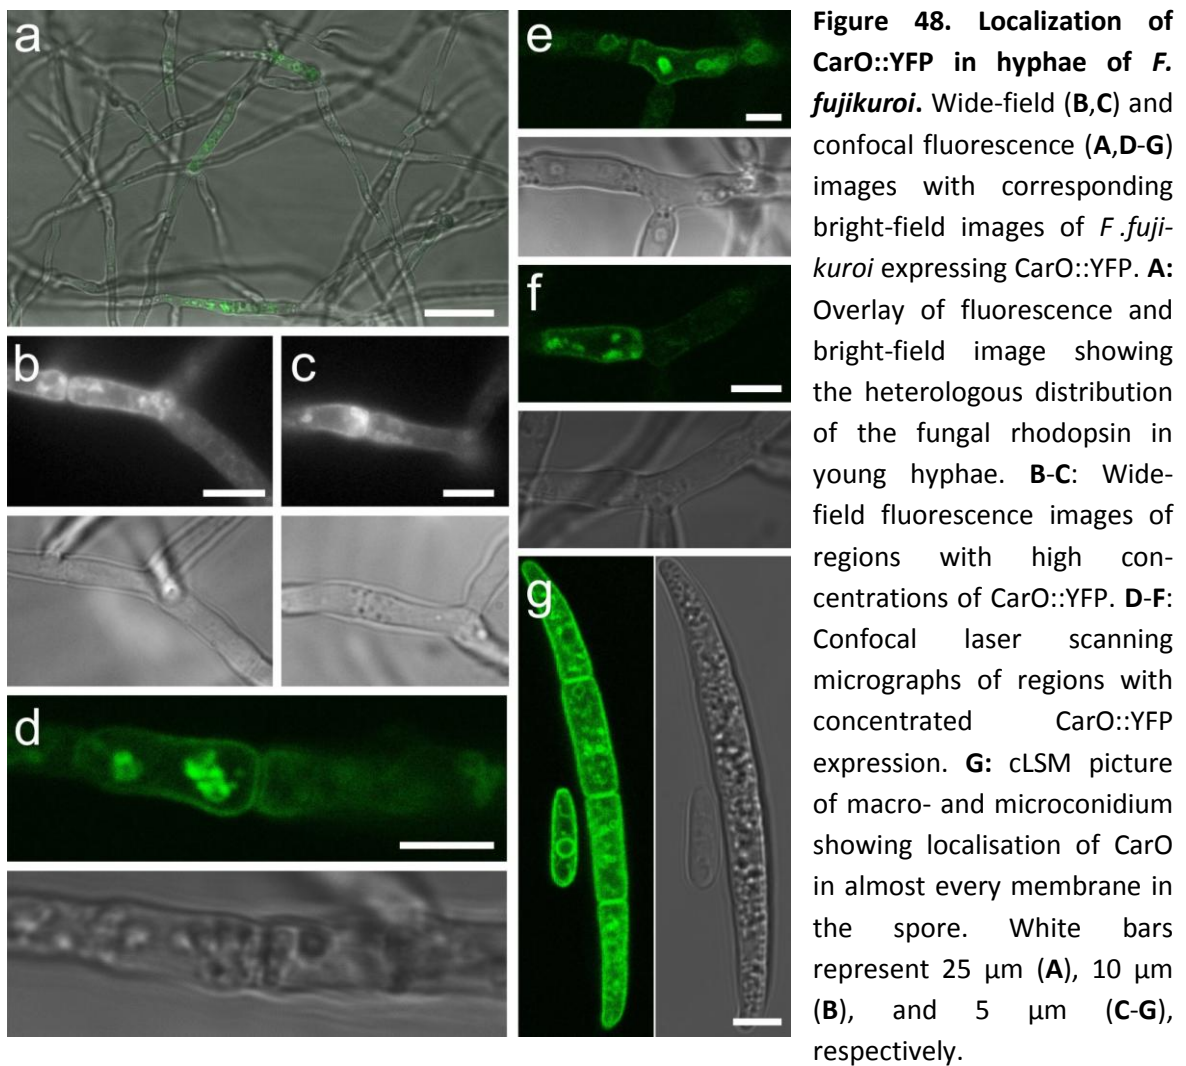 a
b
c
d
e
f
g
Figure 48. Localization of
CarO::YFP in hyphae of F.
fujikuroi. Wide-field (B,C) and
confocal fluorescence (A,D-G)
images with corresponding
bright-field images of F .fuji-
kuroi expressing CarO::YFP. A:
Overlay of fluorescence and
bright-field image showing
the heterologous distribution
of the fungal rhodopsin in
young hyphae. B-C: Wide-
field fluorescence images of
regions with high con-
centrations of CarO::YFP. D-F:
Confocal laser scanning
micrographs of regions with
concentrated CarO::YFP
expression. G: cLSM picture
of macro- and microconidium
showing localisation of CarO
in almost every membrane in
the spore. White bars
represent 25 µm (A), 10 µm
(B), and 5 µm (C-G),
respectively.